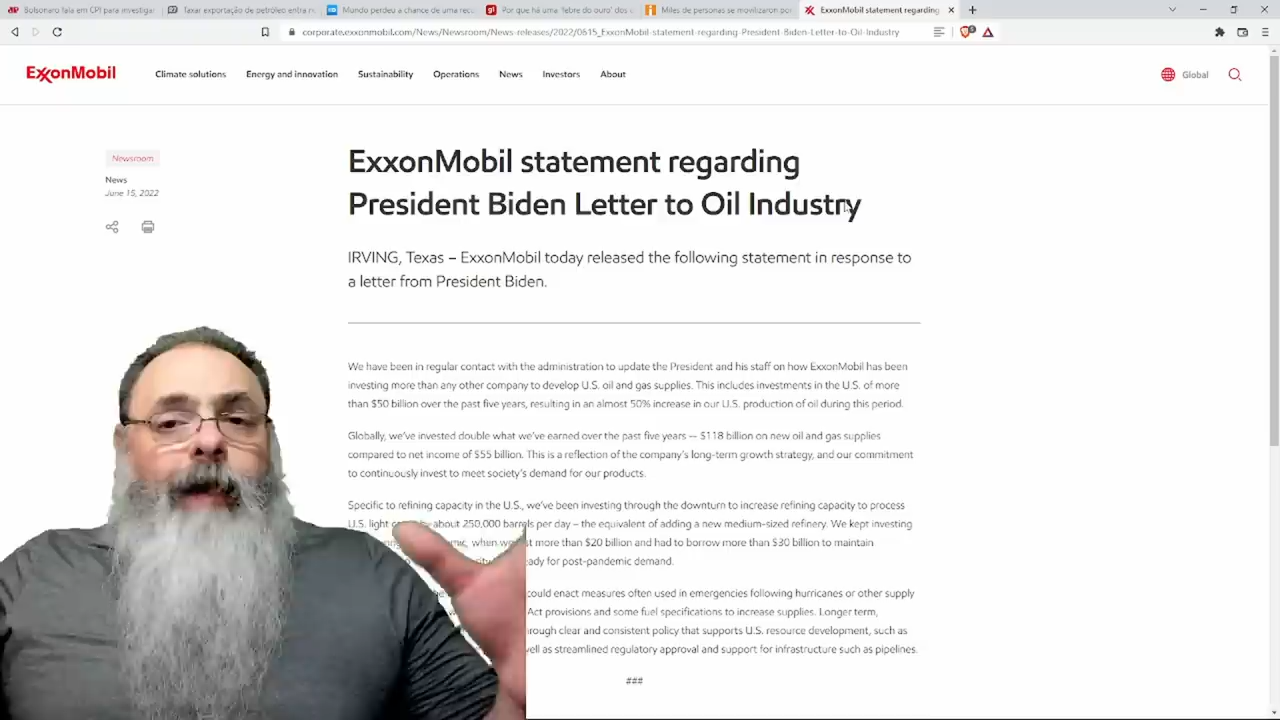 Bolsonaro fala em CPI para investigar
Taxar exportação de petróleo entra r
Mundo perdeu a chance de uma recu
Por que há uma 'febre do ouro' dos
Miles de personas se movilizaron por
ExxonMobil statement regarding
corporate.exxonmobil.com/News/Newsroom/News-releases/2022/0615_ExxonMobil-statement-regarding-President-Biden-Letter-to-Oil-Industry
ExxonMobil
Climate solutions
Energy and innovation
Sustainability
Operations
News
Investors
About
Global
Newsroom
News
June 15, 2022
ExxonMobil statement regarding
President Biden Letter to Oil Industry
IRVING, Texas – ExxonMobil today released the following statement in response to
a letter from President Biden.
We have been in regular contact with the administration to update the President and his staff on how ExxonMobil has been
investing more than any other company to develop U.S. oil and gas supplies. This includes investments in the U.S. of more
than $50 billion over the past five years, resulting in an almost 50% increase in our U.S. production of oil during this period.
Globally, we've invested double what we've earned over the past five years -- $118 billion on new oil and gas supplies
compared to net income of $55 billion. This is a reflection of the company's long-term growth strategy, and our commitment
to continuously invest to meet society's demand for our products.
Specific to refining capacity in the U.S., we've been investing through the downturn to increase refining capacity to process
U.S. light about 250,000 barrels per day – the equivalent of adding a new medium-sized refinery. We kept investing
when more than $20 billion and had to borrow more than $30 billion to maintain
for post-pandemic demand.
could enact measures often used in emergencies following hurricanes or other supply
Act provisions and some fuel specifications to increase supplies. Longer term,
through clear and consistent policy that supports U.S. resource development, such as
as streamlined regulatory approval and support for infrastructure such as pipelines.
###